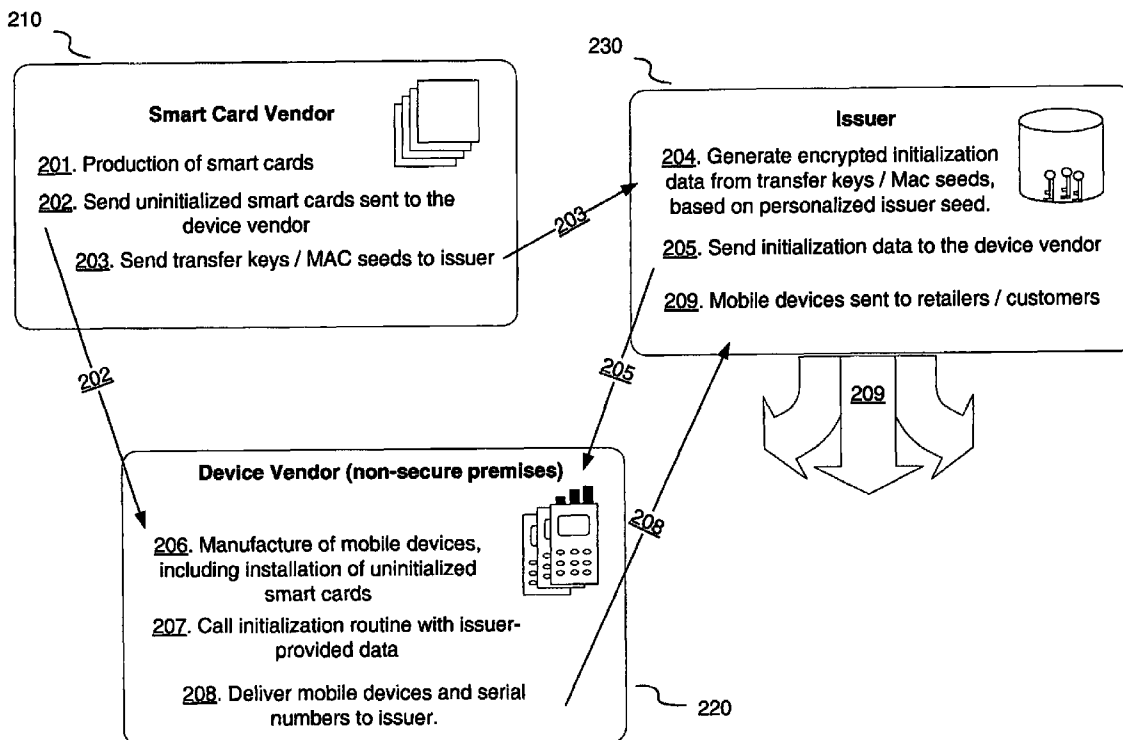 210
230
Smart Card Vendor
201. Production of smart cards
202. Send uninitialized smart cards sent to the
device vendor
203. Send transfer keys / MAC seeds to issuer
203
Issuer
204. Generate encrypted initialization
data from transfer keys / Mac seeds,
based on personalized issuer seed.
205. Send initialization data to the device vendor
209. Mobile devices sent to retailers / customers
202
205
209
Device Vendor (non-secure premises)
206. Manufacture of mobile devices,
including installation of uninitialized
smart cards
207. Call initialization routine with issuer-
provided data
208. Deliver mobile devices and serial
numbers to issuer.
208
220